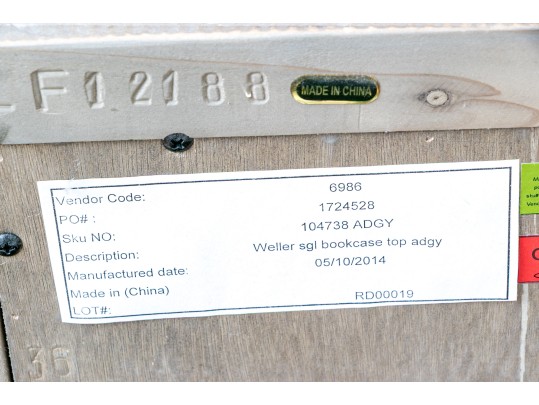 LF12188
MADE IN CHINA
Vendor Code: 6986
PO# : 1724528
Sku NO: 104738 ADGY
Description: Weller sgl bookcase top adgy
Manufactured date: 05/10/2014
Made in (China)
LOT#: RD00019
36